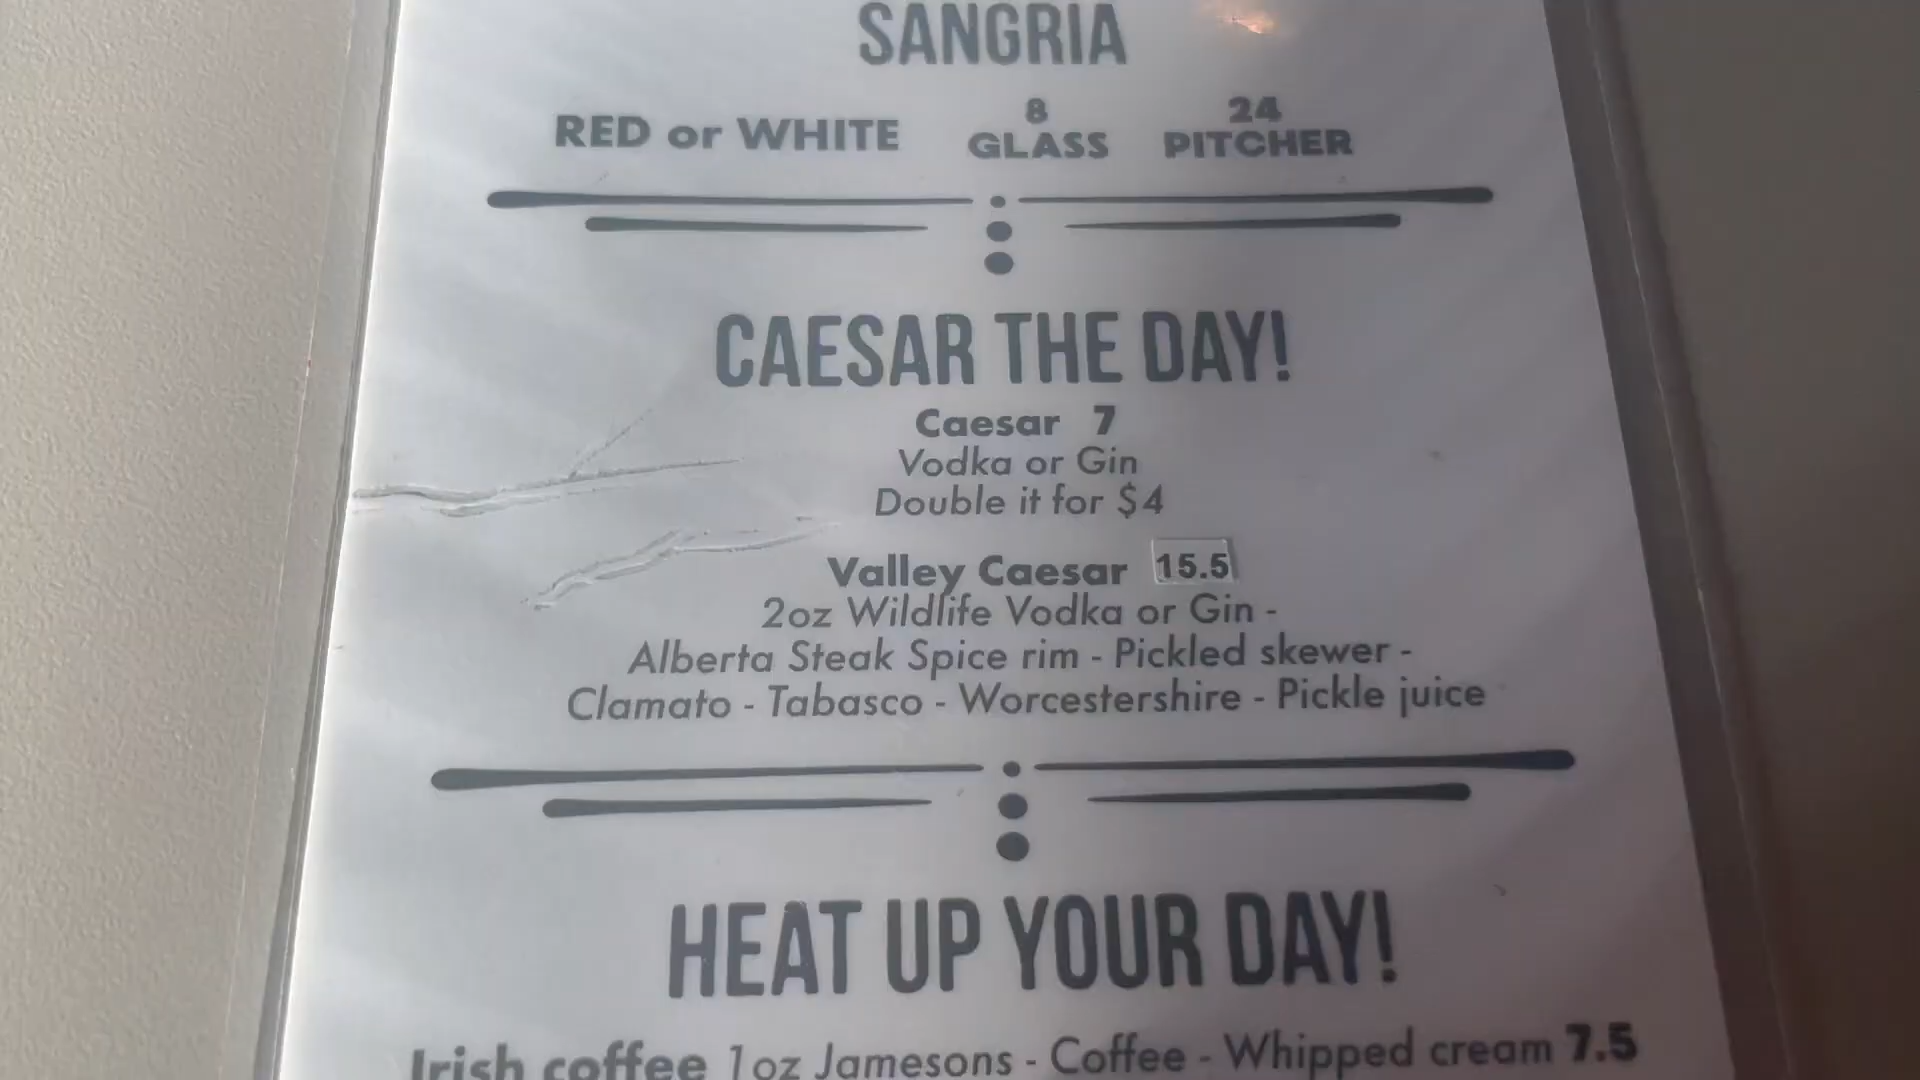 SANGRIA
RED or WHITE 8 GLASS 24 PITCHER
CAESAR THE DAY!
Caesar 7
Vodka or Gin
Double it for $4
Valley Caesar 15.5
2oz Wildlife Vodka or Gin -
Alberta Steak Spice rim - Pickled skewer -
Clamato - Tabasco - Worcestershire - Pickle juice
HEAT UP YOUR DAY!
Irish coffee 1oz Jamesons - Coffee - Whipped cream 7.5